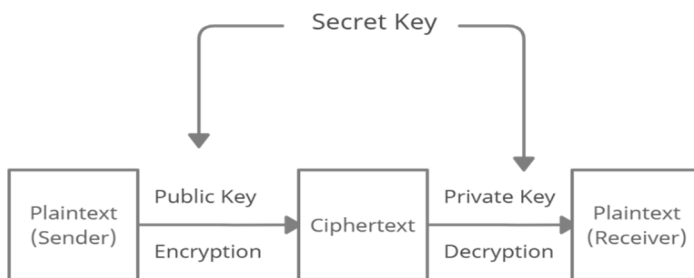 Secret Key
Plaintext
(Sender)
Public Key
Encryption
Ciphertext
Private Key
Decryption
Plaintext
(Receiver)